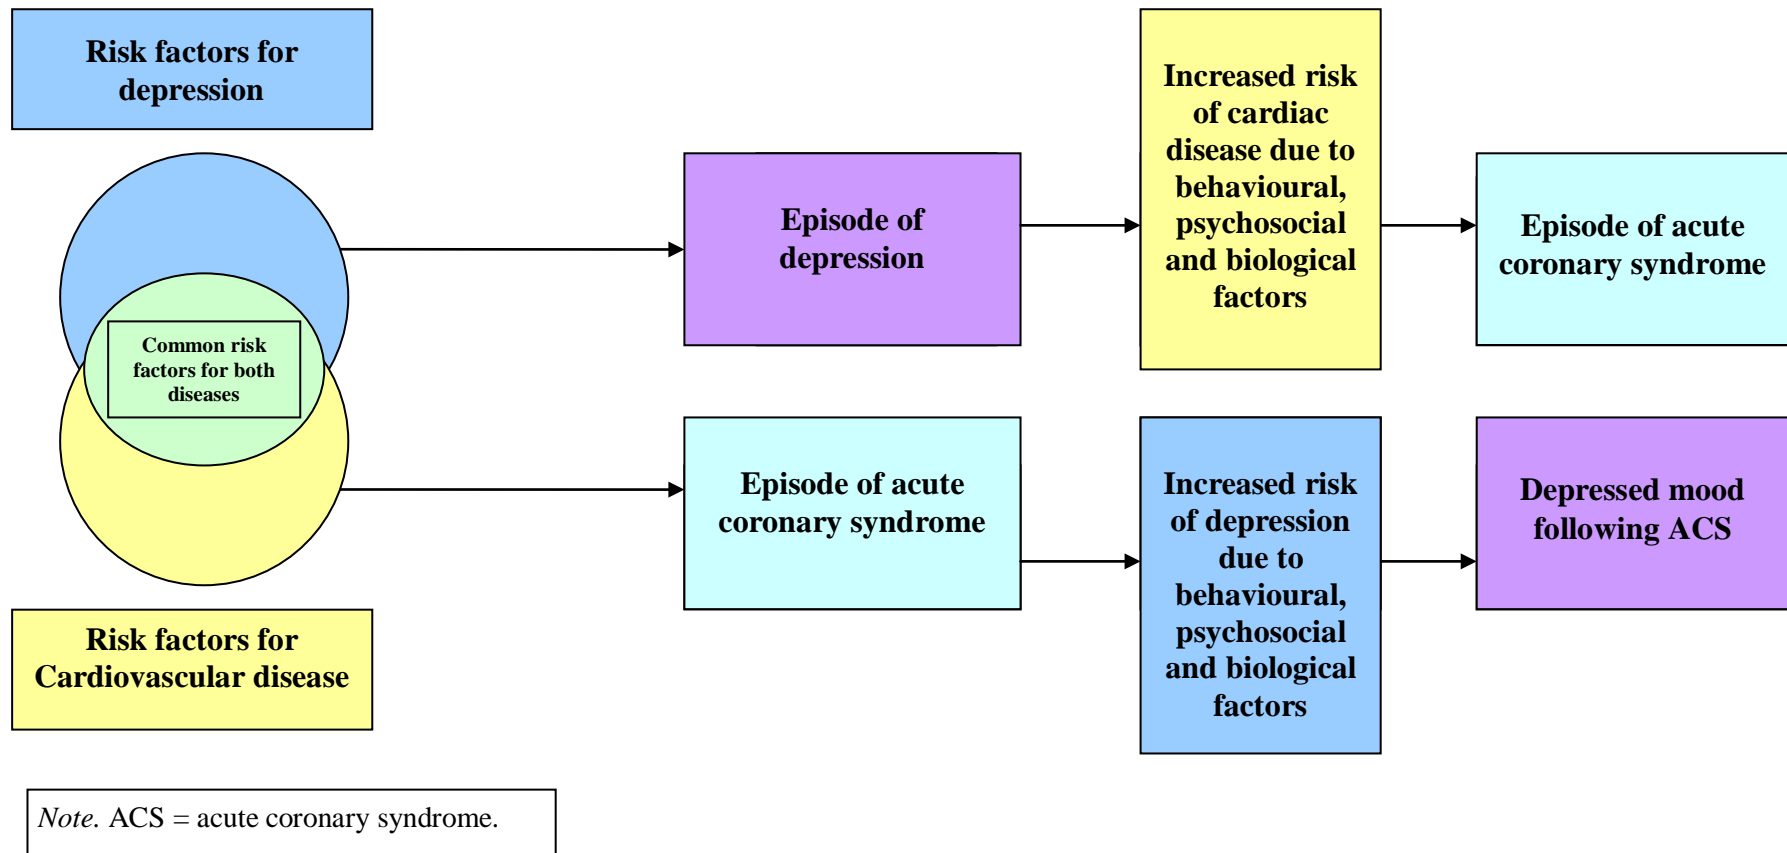 Risk factors for
depression
Common risk
factors for both
diseases
Risk factors for
Cardiovascular disease
Episode of
depression
Increased risk
of cardiac
disease due to
behavioural,
psychosocial
and biological
factors
Episode of acute
coronary syndrome
Episode of acute
coronary syndrome
Increased risk
of depression
due to
behavioural,
psychosocial
and biological
factors
Depressed mood
following ACS
Note. ACS = acute coronary syndrome.